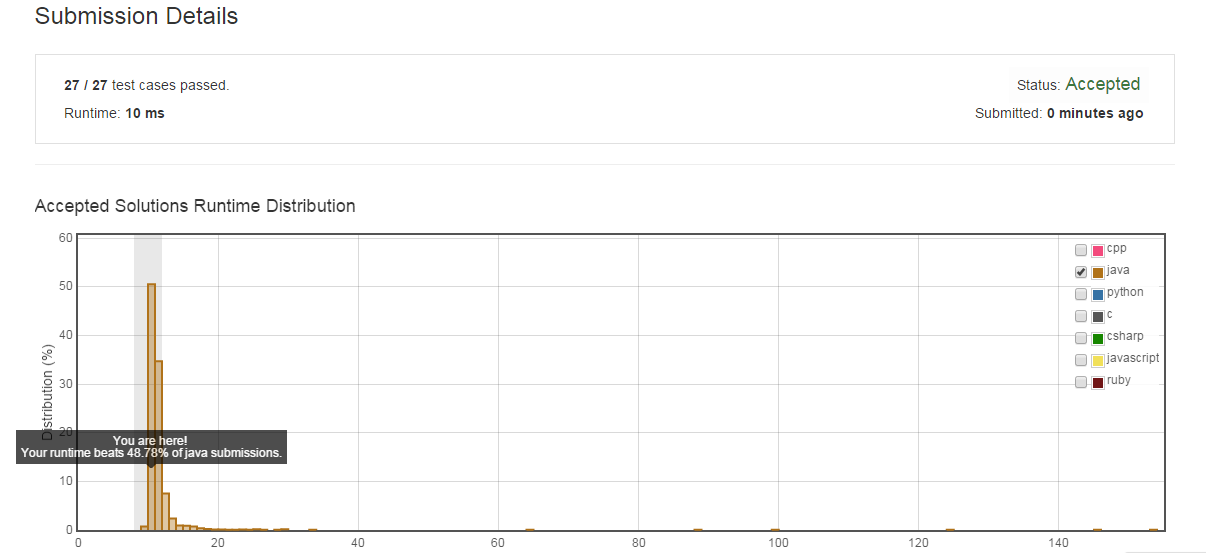 Submission Details
27 / 27 test cases passed.
Status: Accepted
Runtime: 10 ms
Submitted: 0 minutes ago
Accepted Solutions Runtime Distribution
60
50
40
30
20
10
0
Distribution (%)
cpp
java
python
c
csharp
javascript
ruby
You are here!
Your runtime beats 48.78% of java submissions.
0 20 40 60 80 100 120 140